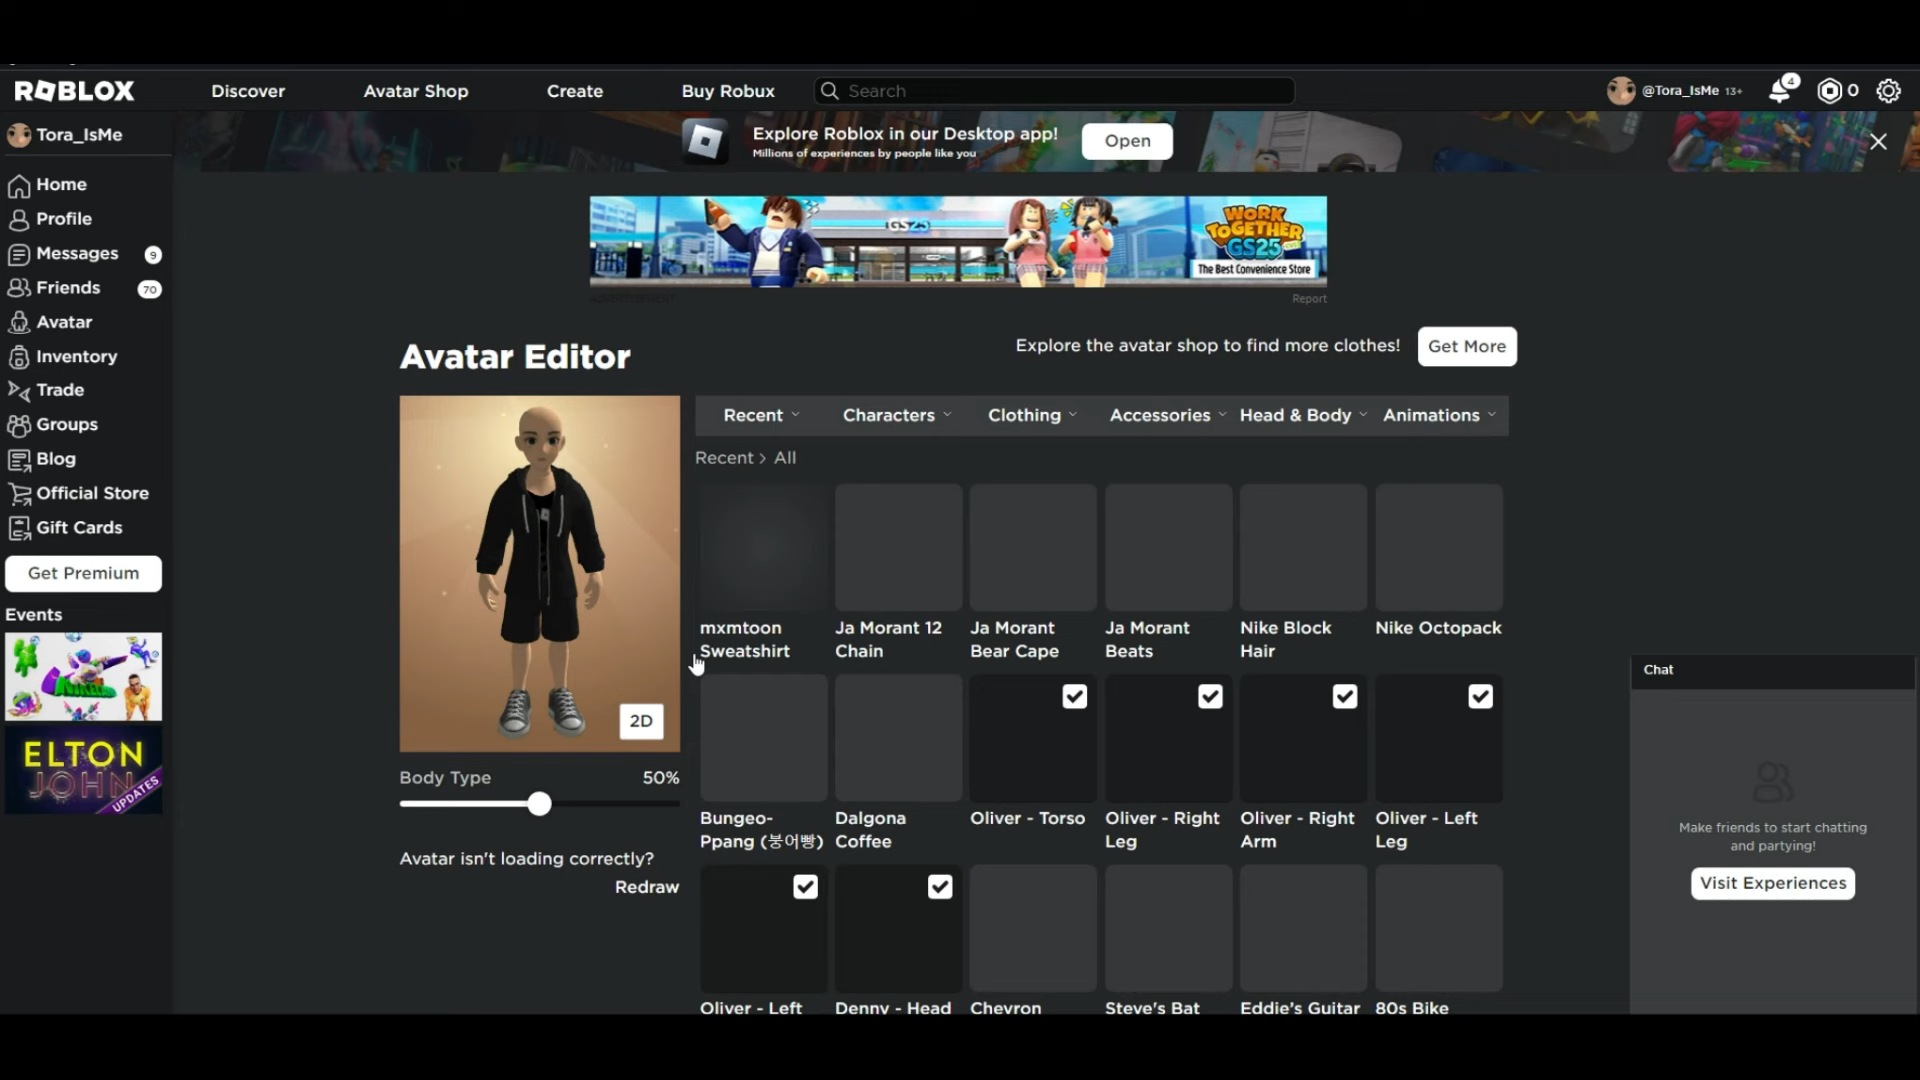 ROBLOX
Discover
Avatar Shop
Create
Buy Robux
Search
@Tora_IsMe 13+
4
0
Tora_IsMe
Explore Roblox in our Desktop app!
Millions of experiences by people like you
Open
Home
Profile
Messages
9
Friends
70
Avatar
Inventory
Trade
Groups
Blog
Official Store
Gift Cards
Get Premium
Events
NIKELAND
ELTON
JOHN
UPDATES
GS25
WORK
TOGETHER
GS25
The Best Convenience Store
ADVERTISEMENT
Report
Avatar Editor
Explore the avatar shop to find more clothes!
Get More
Recent
Characters
Clothing
Accessories
Head & Body
Animations
Recent > All
2D
Body Type
50%
Avatar isn't loading correctly?
Redraw
mxmtoon
Sweatshirt
Ja Morant 12
Chain
Ja Morant
Bear Cape
Ja Morant
Beats
Nike Block
Hair
Nike Octopack
Bungeo-
Ppang (붕어빵)
Dalgona
Coffee
Oliver - Torso
Oliver - Right
Leg
Oliver - Right
Arm
Oliver - Left
Leg
Oliver - Left
Denny - Head
Chevron
Steve's Bat
Eddie's Guitar
80s Bike
Chat
Make friends to start chatting
and partying!
Visit Experiences